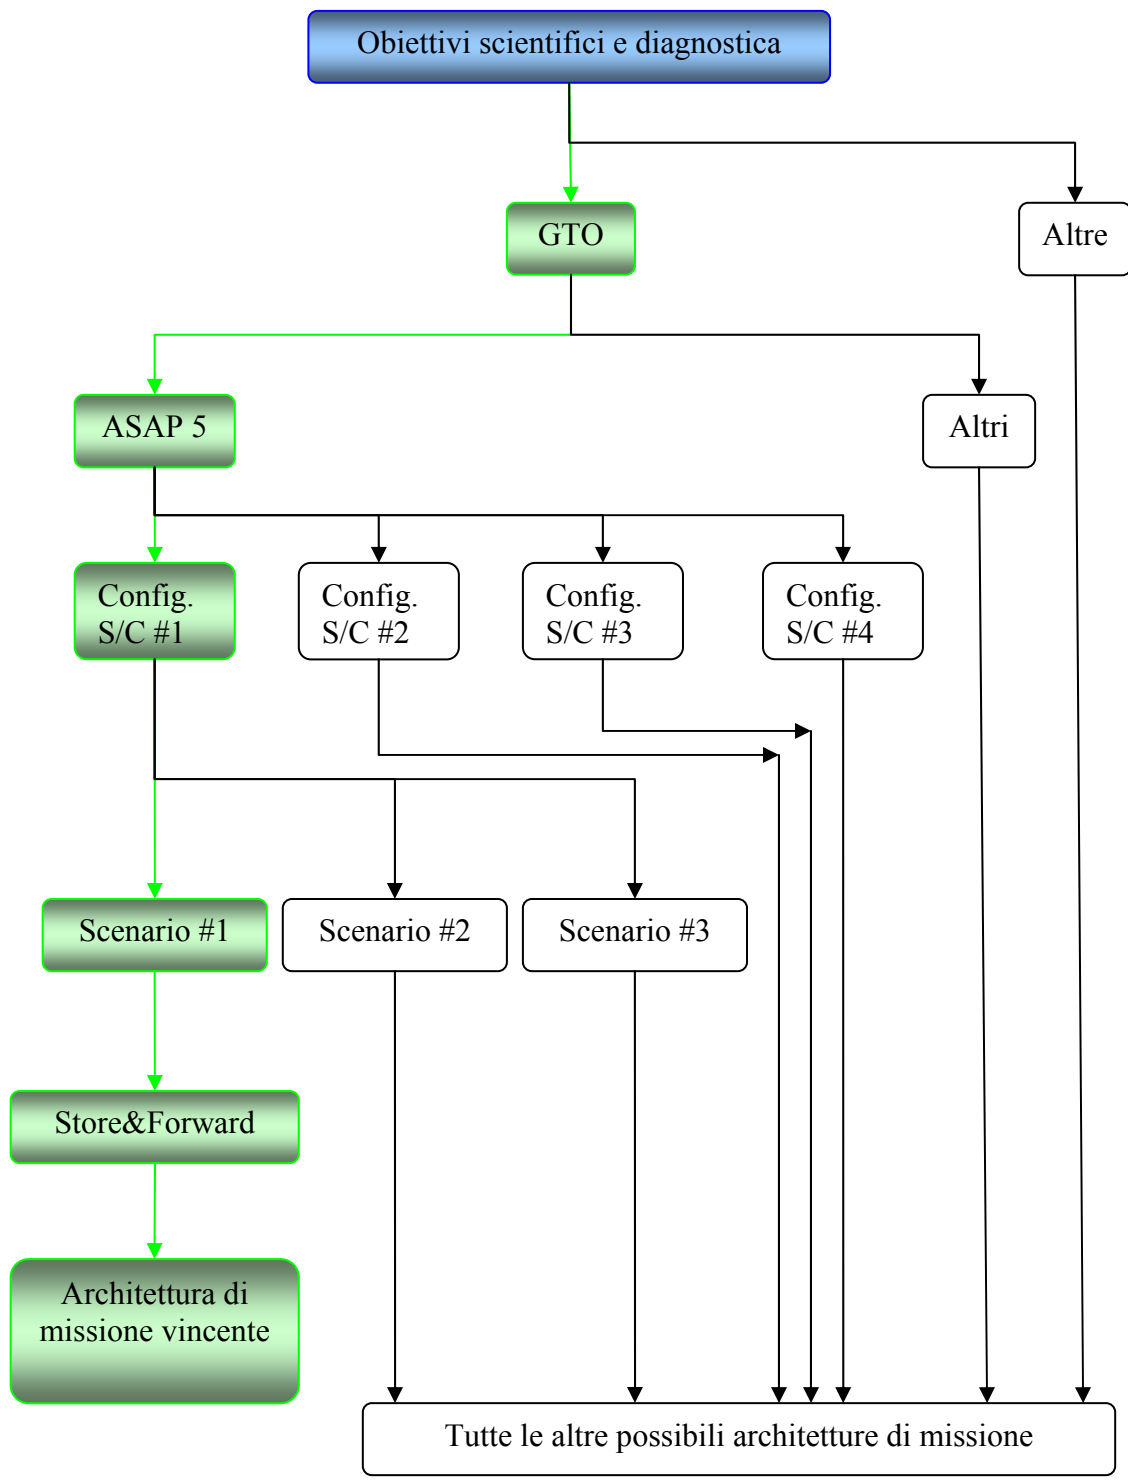 Obiettivi scientifici e diagnostica
GTO
Altre
ASAP 5
Altri
Config.
S/C #1
Config.
S/C #2
Config.
S/C #3
Config.
S/C #4
Scenario #1
Scenario #2
Scenario #3
Store&Forward
Architettura di
missione vincente
Tutte le altre possibili architetture di missione